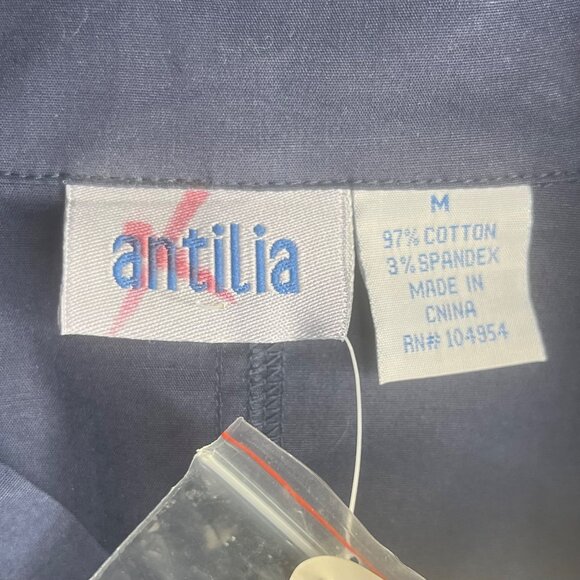 antilia
M
97% COTTON
3% SPANDEX
MADE IN
CNINA
RN# 104954